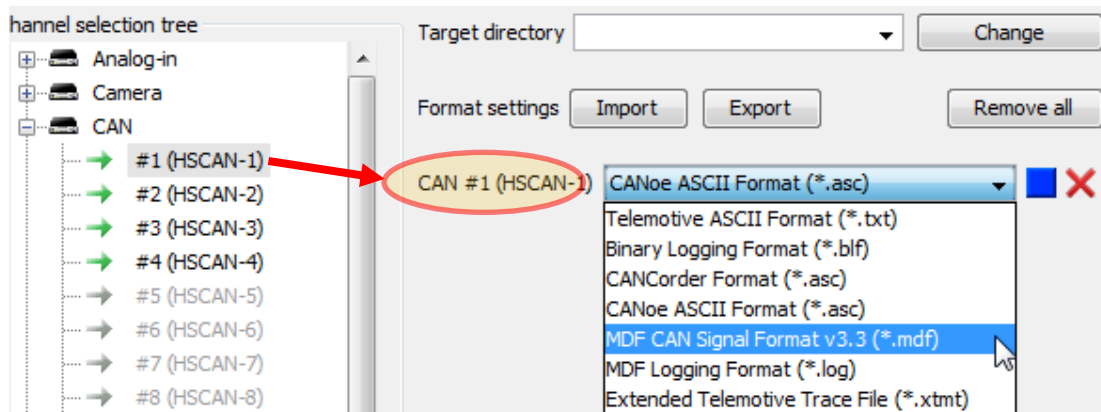 hannel selection tree
Analog-in
Camera
CAN
#1 (HSCAN-1)
#2 (HSCAN-2)
#3 (HSCAN-3)
#4 (HSCAN-4)
#5 (HSCAN-5)
#6 (HSCAN-6)
#7 (HSCAN-7)
#8 (HSCAN-8)
Target directory
Change
Format settings
Import
Export
Remove all
CAN #1 (HSCAN-1)
CANoe ASCII Format (*.asc)
Telemotive ASCII Format (*.txt)
Binary Logging Format (*.blf)
CANCorder Format (*.asc)
CANoe ASCII Format (*.asc)
MDF CAN Signal Format v3.3 (*.mdf)
MDF Logging Format (*.log)
Extended Telemotive Trace File (*.xtmt)